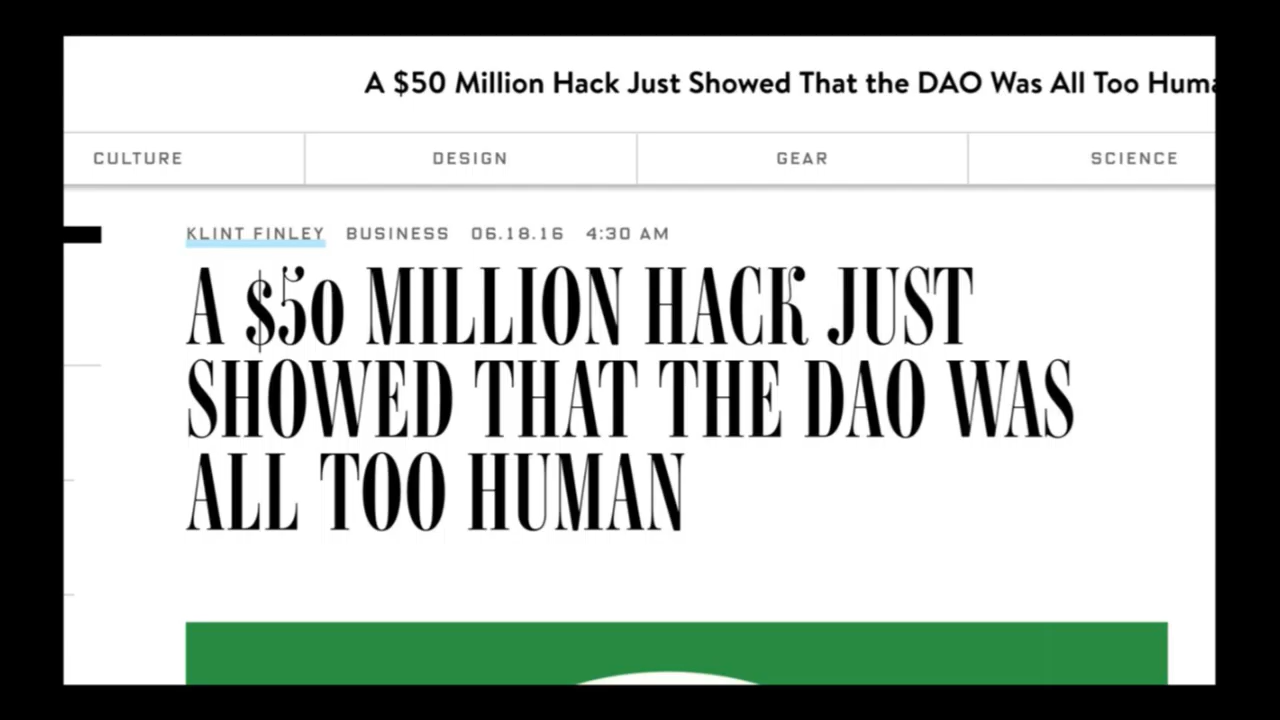 A $50 Million Hack Just Showed That the DAO Was All Too Huma
CULTURE DESIGN GEAR SCIENCE
KLINT FINLEY BUSINESS 06.18.16 4:30 AM
A $50 MILLION HACK JUST
SHOWED THAT THE DAO WAS
ALL TOO HUMAN